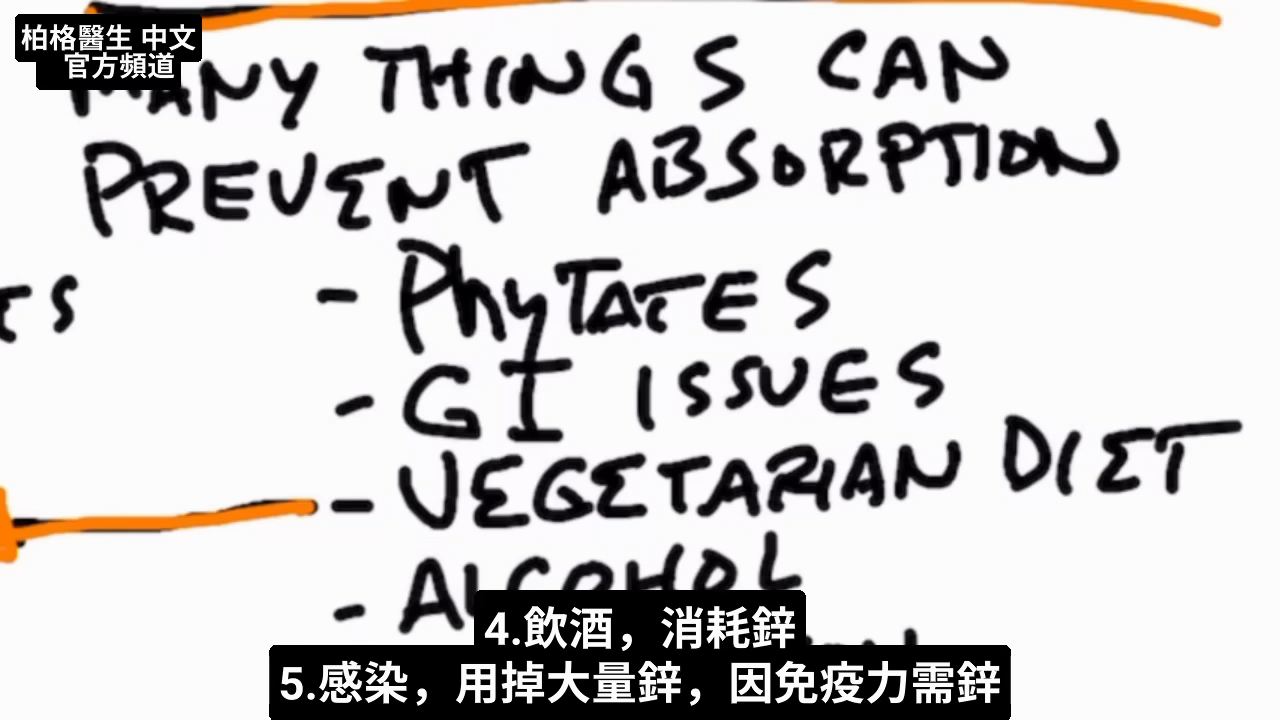 柏格醫生 中文
官方頻道
MANY THINGS CAN
PREVENT ABSORPTION
- PhyTATES
- GI ISSUES
- VEGETARIAN DIET
- ALCOHOL
4.飲酒，消耗鋅
5.感染，用掉大量鋅，因免疫力需鋅